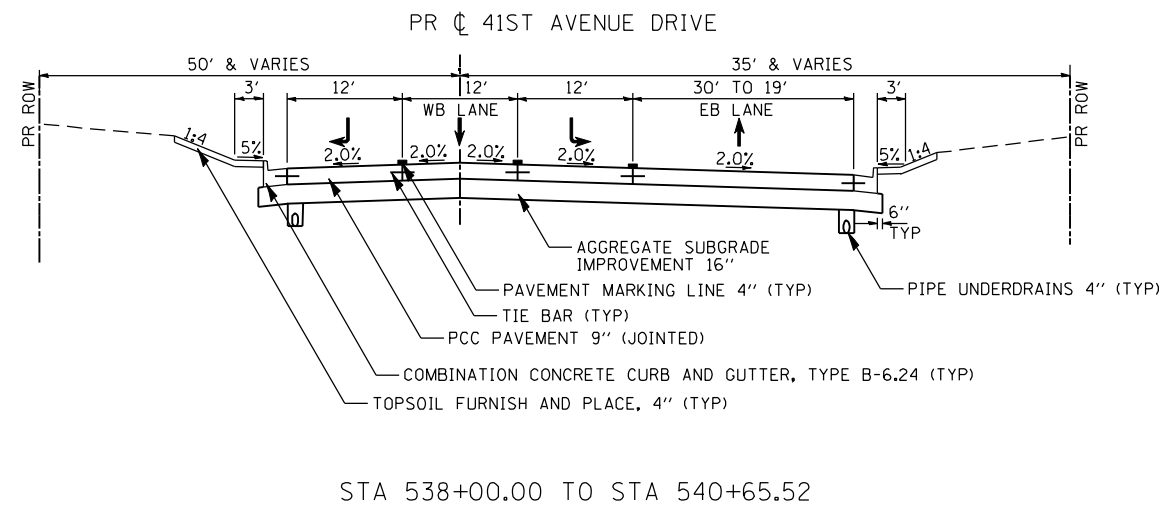 PR ℄ 41ST AVENUE DRIVE
50' & VARIES
35' & VARIES
3'
12'
12'
12'
30' TO 19'
3'
PR ROW
PR ROW
WB LANE
EB LANE
1:4
5%
2.0%
2.0%
2.0%
2.0%
2.0%
5%
1:4
6"
TYP
AGGREGATE SUBGRADE
IMPROVEMENT 16"
PAVEMENT MARKING LINE 4" (TYP)
PIPE UNDERDRAINS 4" (TYP)
TIE BAR (TYP)
PCC PAVEMENT 9" (JOINTED)
COMBINATION CONCRETE CURB AND GUTTER, TYPE B-6.24 (TYP)
TOPSOIL FURNISH AND PLACE, 4" (TYP)
STA 538+00.00 TO STA 540+65.52